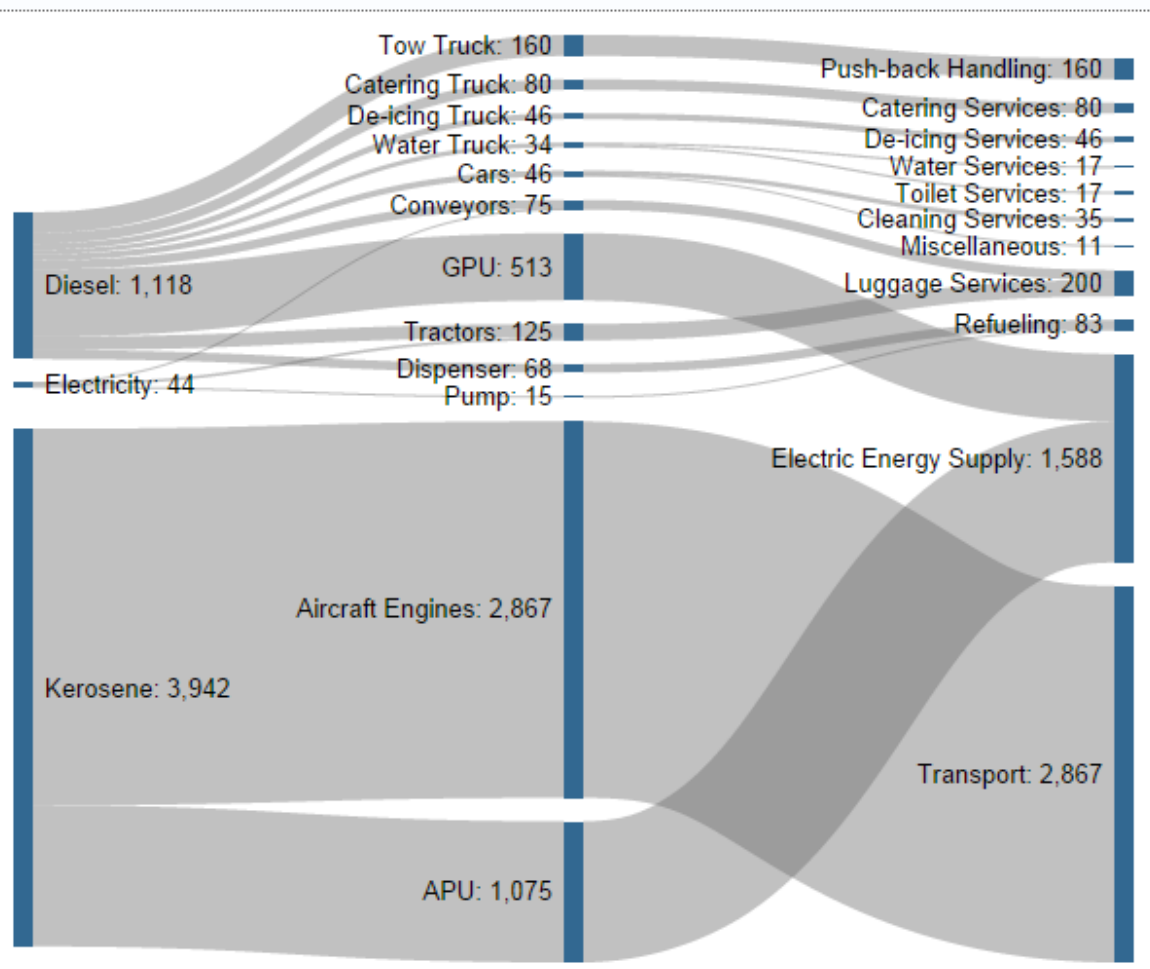 Tow Truck: 160
Catering Truck: 80
De-icing Truck: 46
Water Truck: 34
Cars: 46
Conveyors: 75
GPU: 513
Tractors: 125
Dispenser: 68
Pump: 15
Aircraft Engines: 2,867
APU: 1,075
Diesel: 1,118
Electricity: 44
Kerosene: 3,942
Push-back Handling: 160
Catering Services: 80
De-icing Services: 46
Water Services: 17
Toilet Services: 17
Cleaning Services: 35
Miscellaneous: 11
Luggage Services: 200
Refueling: 83
Electric Energy Supply: 1,588
Transport: 2,867